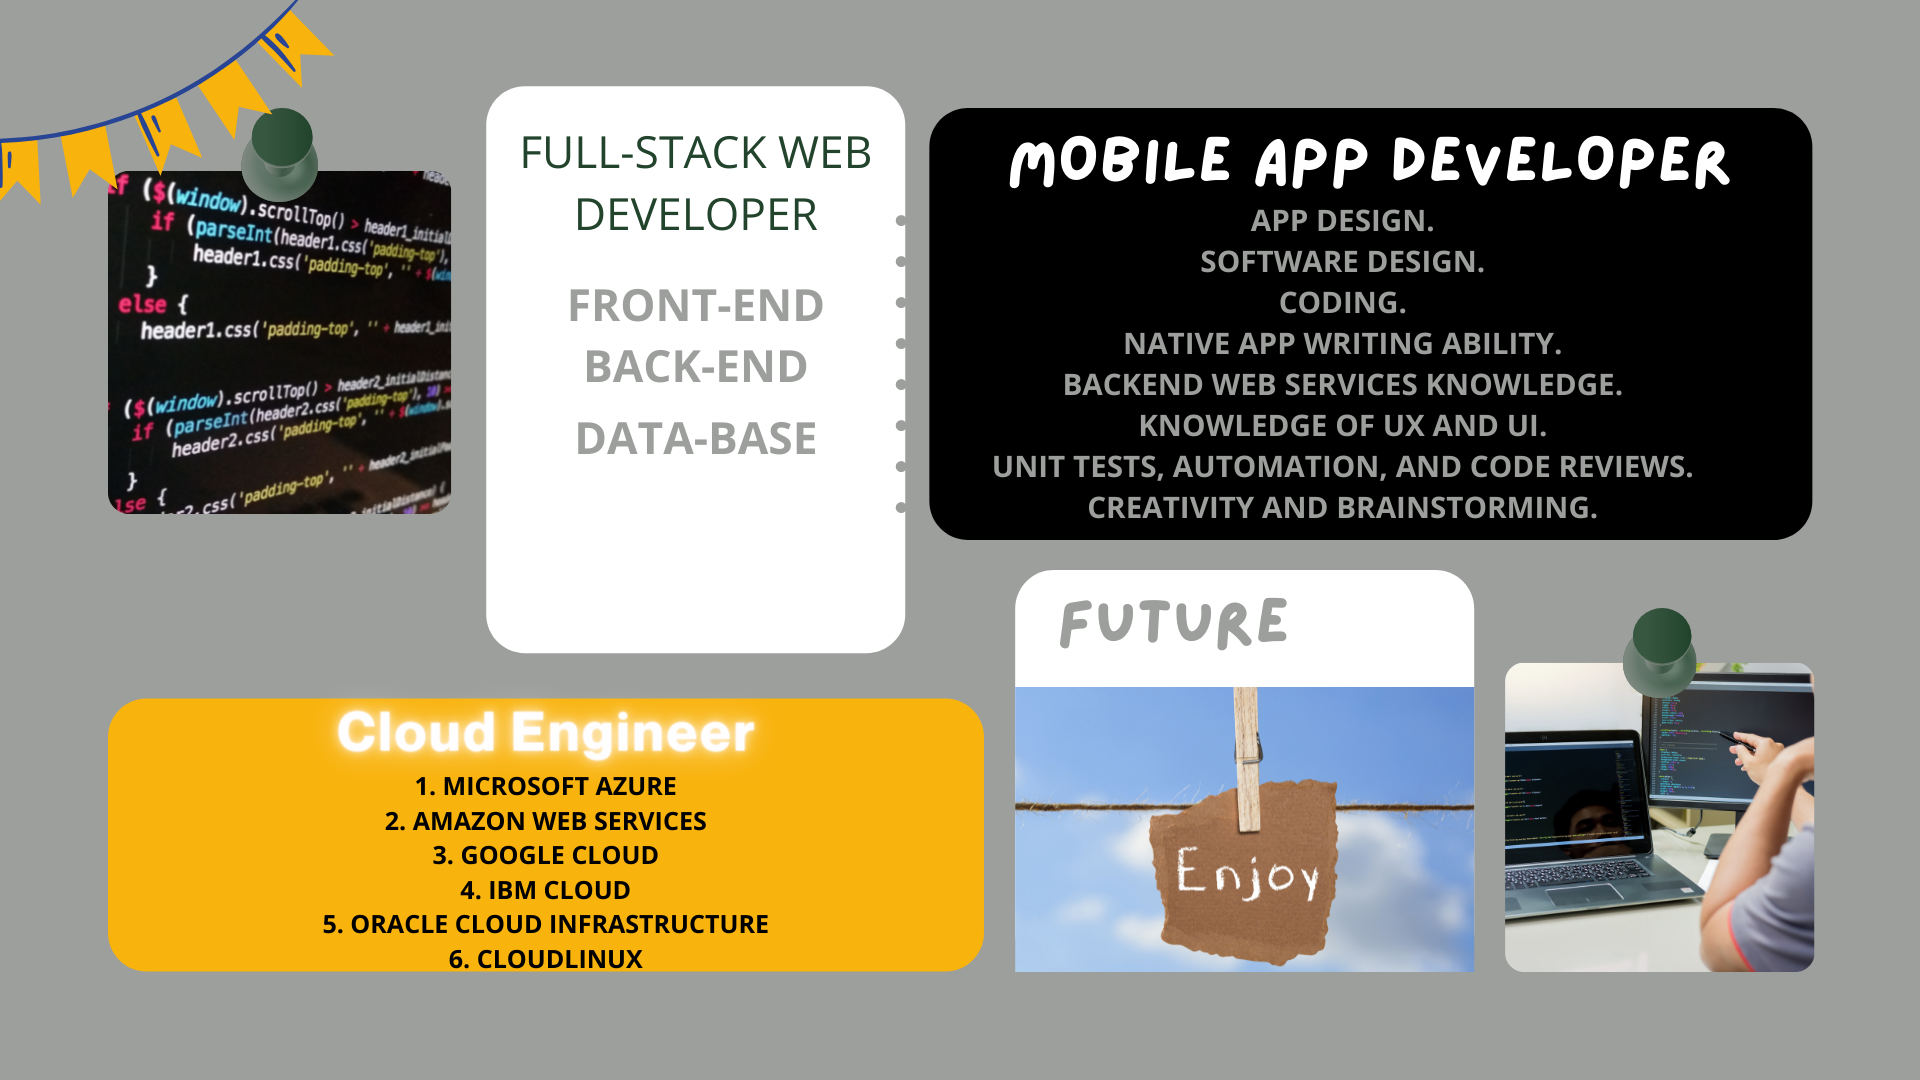 if ($(window).scrollTop() > header1_initial
if (parseInt(header1.css('padding-top'),
header1.css('padding-top', '' + $(win
}
else {
header1.css('padding-top', '' + header1_ini
($(window).scrollTop() > header2_initialDistance
if (parseInt(header2.css('padding-top'), 10)
header2.css('padding-top', '' + $(window).s
}
lse {
r2.css('padding-top',
FULL-STACK WEB
DEVELOPER
FRONT-END
BACK-END
DATA-BASE
MOBILE APP DEVELOPER
APP DESIGN.
SOFTWARE DESIGN.
CODING.
NATIVE APP WRITING ABILITY.
BACKEND WEB SERVICES KNOWLEDGE.
KNOWLEDGE OF UX AND UI.
UNIT TESTS, AUTOMATION, AND CODE REVIEWS.
CREATIVITY AND BRAINSTORMING.
Cloud Engineer
1. MICROSOFT AZURE
2. AMAZON WEB SERVICES
3. GOOGLE CLOUD
4. IBM CLOUD
5. ORACLE CLOUD INFRASTRUCTURE
6. CLOUDLINUX
FUTURE
Enjoy